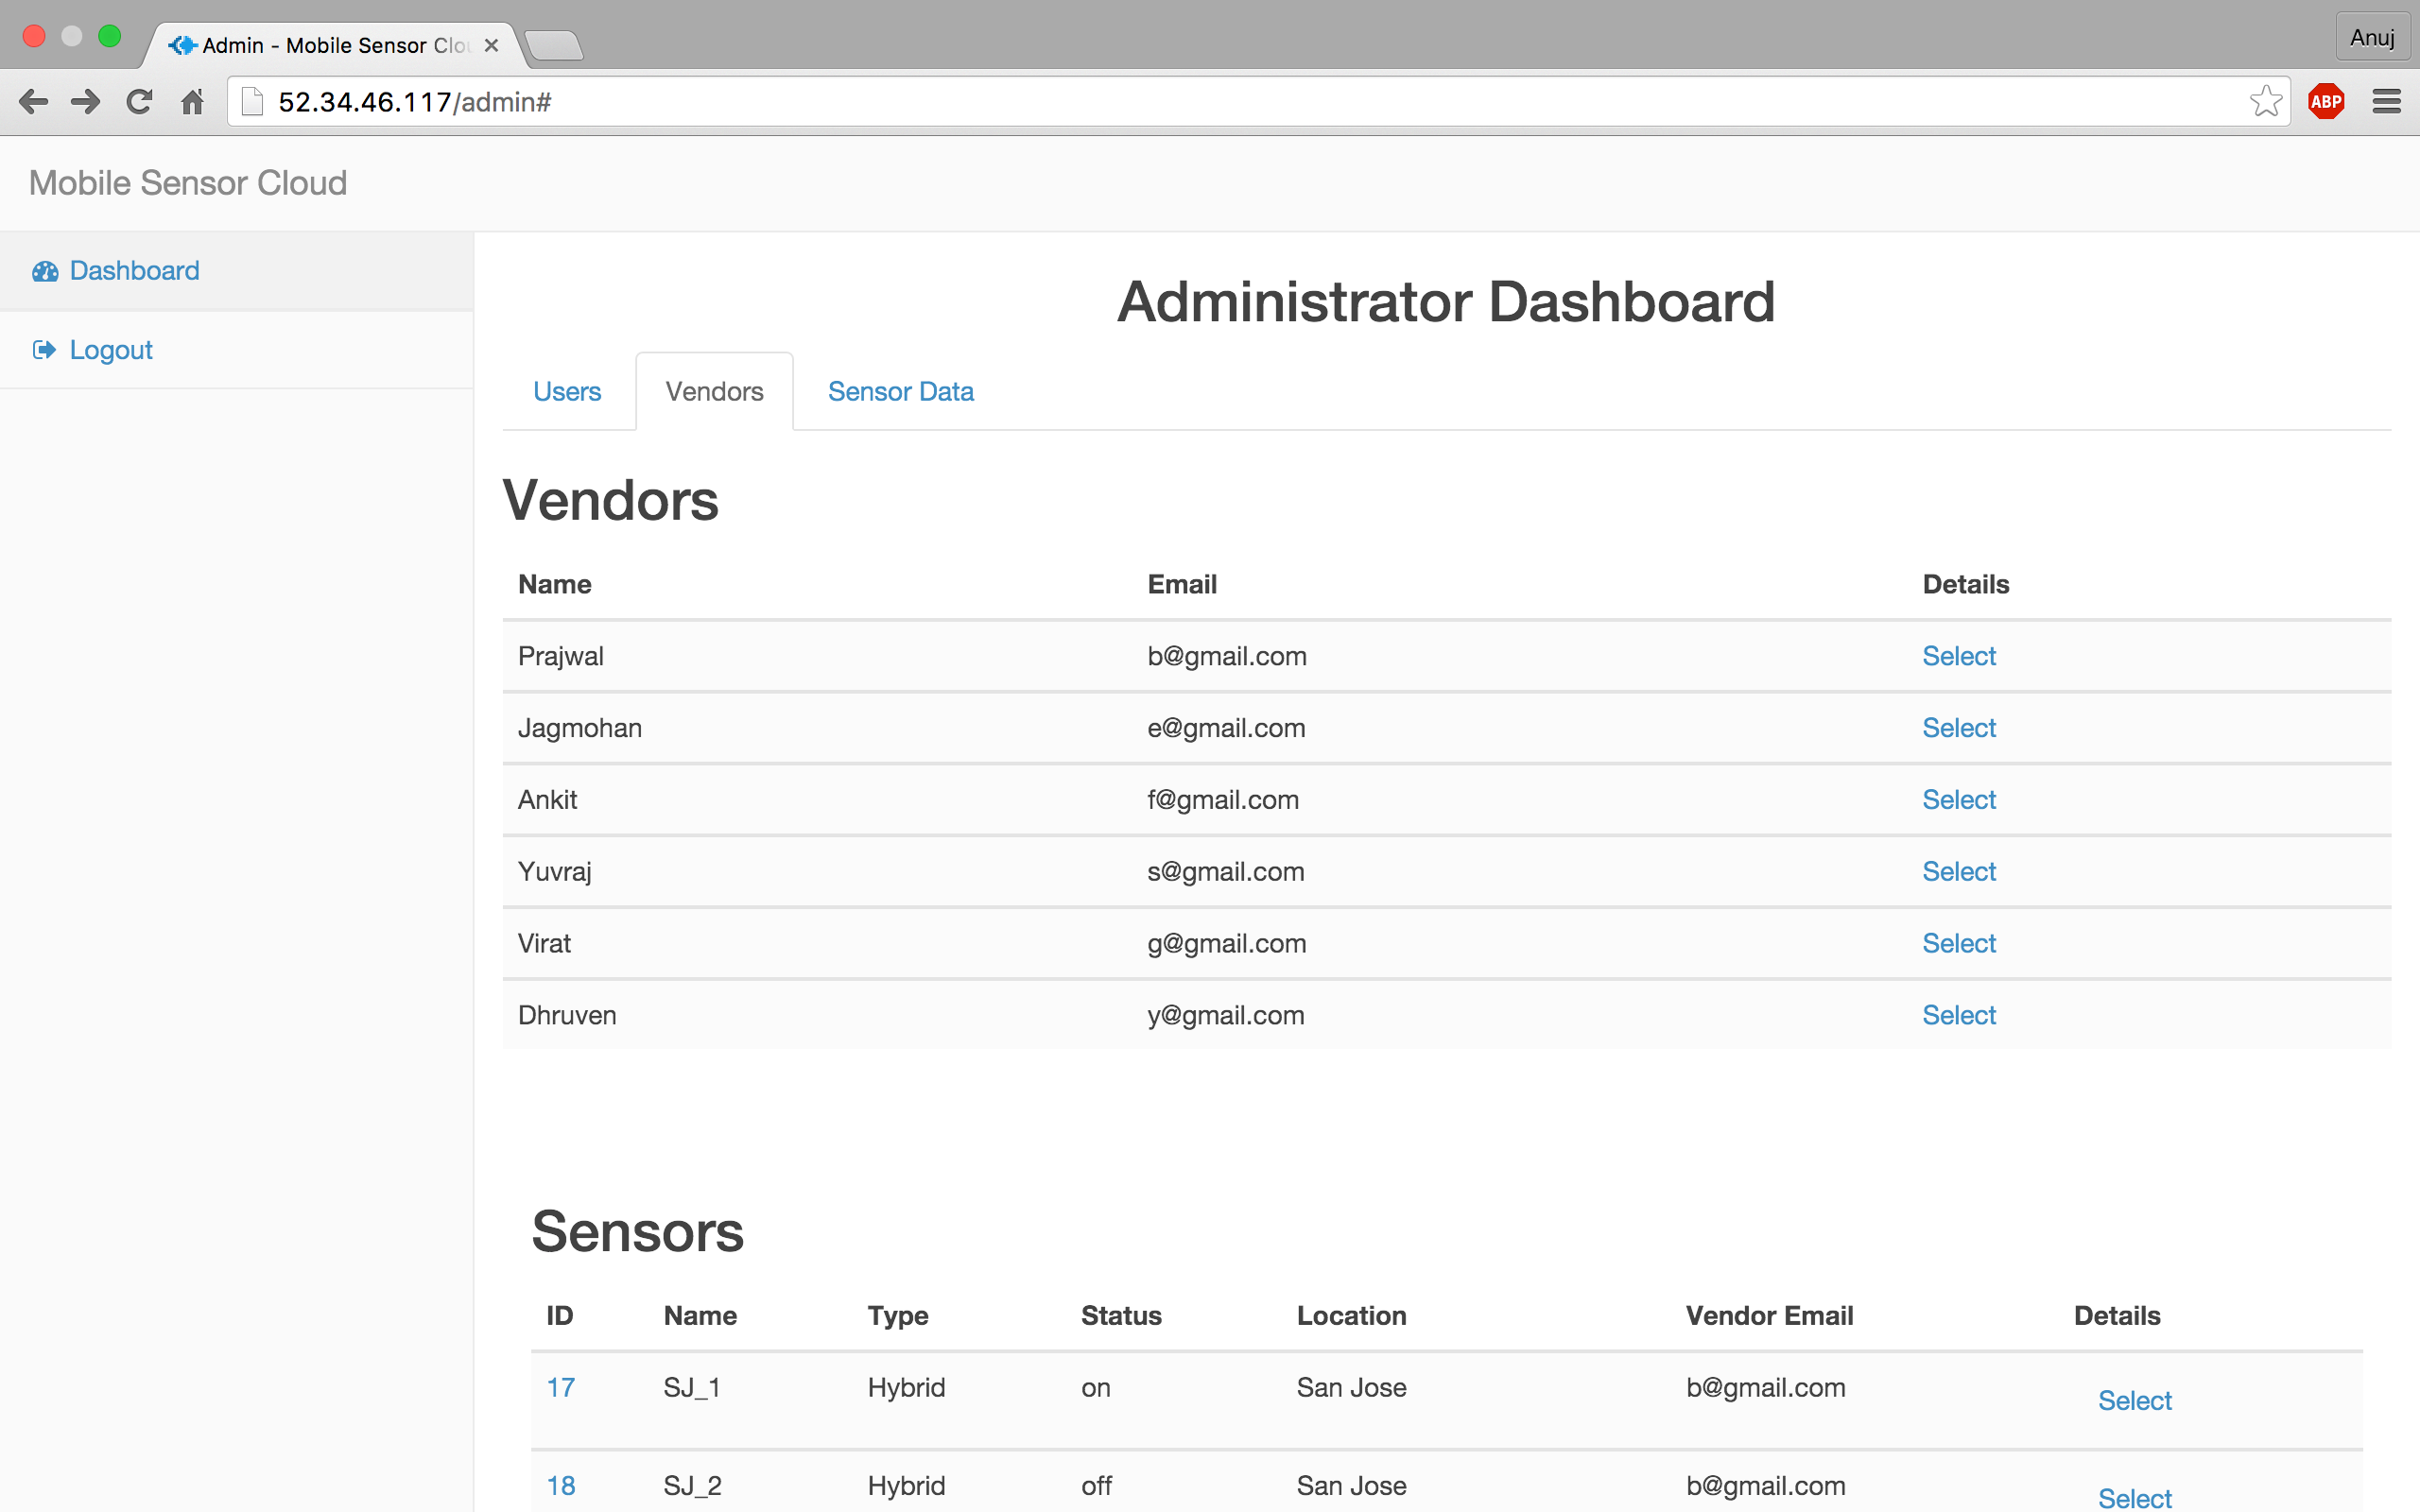 Admin - Mobile Sensor Clou
Anuj
52.34.46.117/admin#
ABP
Mobile Sensor Cloud
Dashboard
Logout
Administrator Dashboard
Users Vendors Sensor Data
Vendors
Name Email Details
Prajwal b@gmail.com Select
Jagmohan e@gmail.com Select
Ankit f@gmail.com Select
Yuvraj s@gmail.com Select
Virat g@gmail.com Select
Dhruven y@gmail.com Select
Sensors
ID Name Type Status Location Vendor Email Details
17 SJ_1 Hybrid on San Jose b@gmail.com Select
18 SJ_2 Hybrid off San Jose b@gmail.com Select